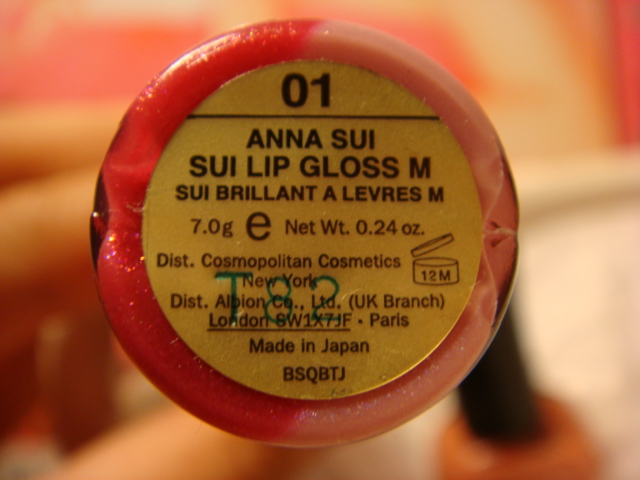 01
ANNA SUI
SUI LIP GLOSS M
SUI BRILLANT A LEVRES M
7.0g e Net Wt. 0.24 oz.
Dist. Cosmopolitan Cosmetics
12M
New York
T82
Dist. Albion Co., Ltd. (UK Branch)
London SW1X7JF · Paris
Made in Japan
BSQBTJ